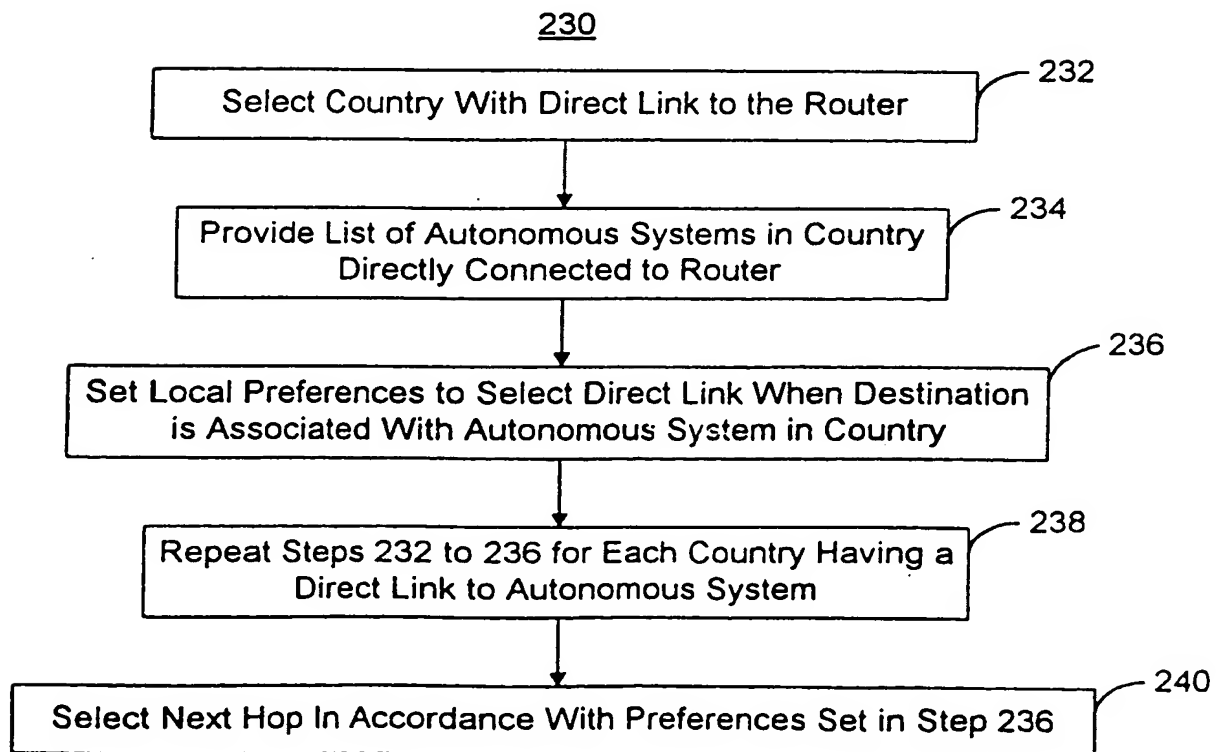 230
Select Country With Direct Link to the Router
232
Provide List of Autonomous Systems in Country
Directly Connected to Router
234
Set Local Preferences to Select Direct Link When Destination
is Associated With Autonomous System in Country
236
Repeat Steps 232 to 236 for Each Country Having a
Direct Link to Autonomous System
238
Select Next Hop In Accordance With Preferences Set in Step 236
240